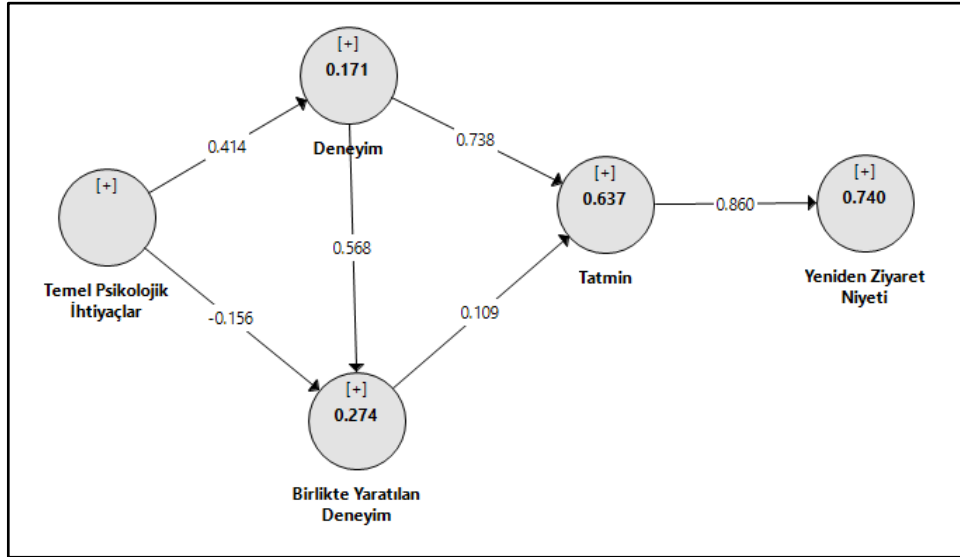 [+]
0.171
Deneyim
0.414
0.738
[+]
Temel Psikolojik
İhtiyaçlar
[+]
0.637
Tatmin
0.860
[+]
0.740
Yeniden Ziyaret
Niyeti
0.568
-0.156
0.109
[+]
0.274
Birlikte Yaratılan
Deneyim